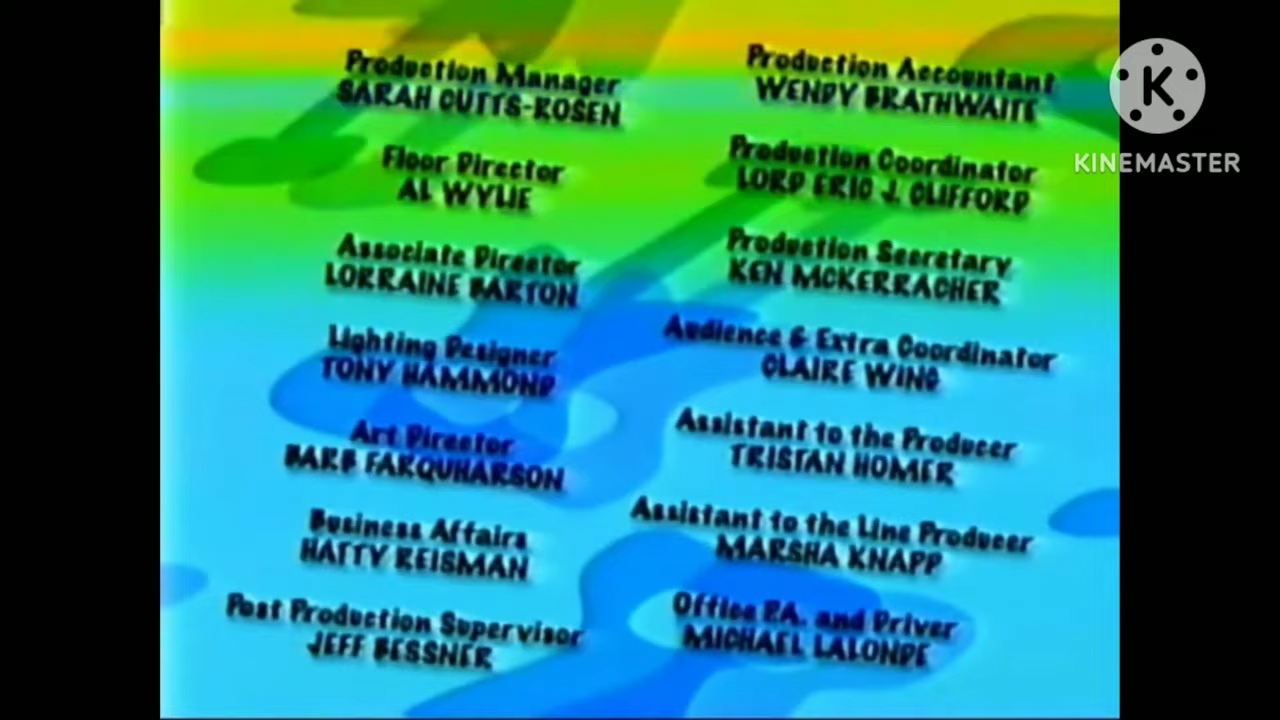 Production Manager
SARAH CUTTS-ROSEN
Floor Director
AL WYLIE
Associate Director
LORRAINE BARTON
Lighting Designer
TONY HAMMOND
Art Director
BARB FARQUHARSON
Business Affairs
HATTY REISMAN
Post Production Supervisor
JEFF BESSNER
Production Accountant
WENDY BRATHWAITE
Production Coordinator
LORD ERIC J. CLIFFORD
Production Secretary
KEN MCKERRACHER
Audience & Extra Coordinator
CLAIRE WING
Assistant to the Producer
TRISTAN HOMER
Assistant to the Line Producer
MARSHA KNAPP
Office P.A. and Driver
MICHAEL LALONDE
K
KINEMASTER